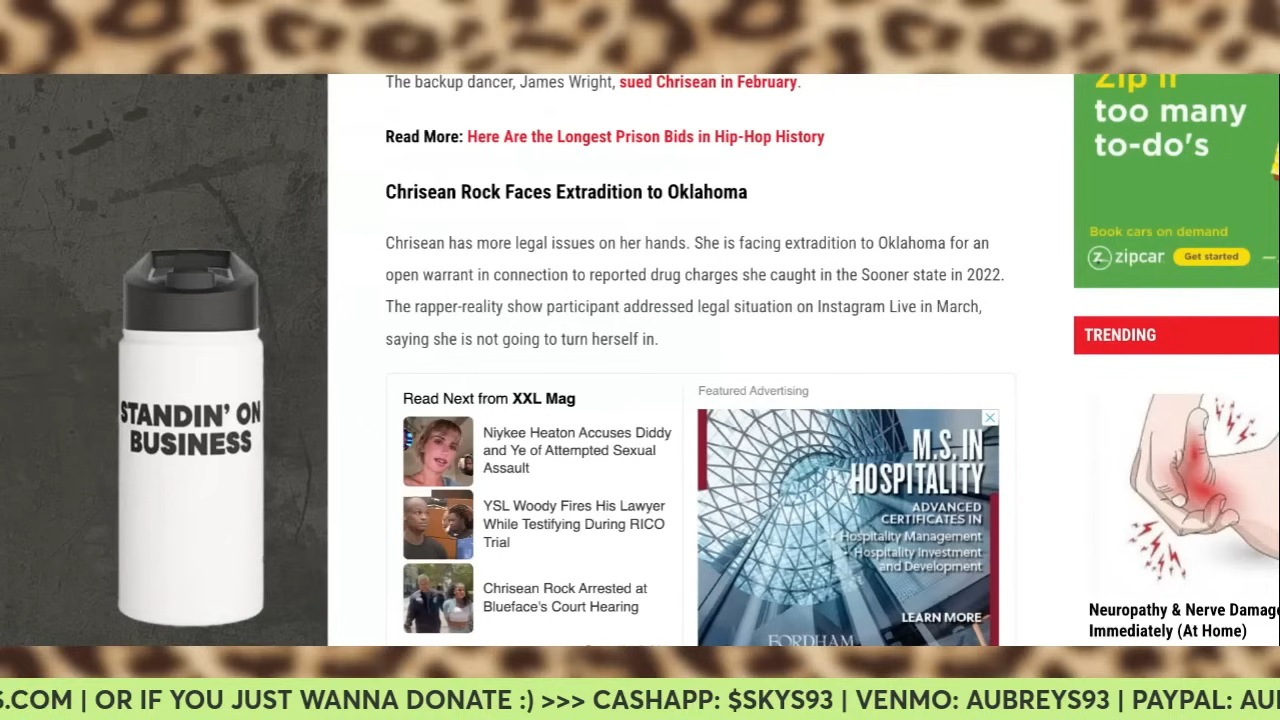 The backup dancer, James Wright, sued Chrisean in February.
Read More: Here Are the Longest Prison Bids in Hip-Hop History
Chrisean Rock Faces Extradition to Oklahoma
Chrisean has more legal issues on her hands. She is facing extradition to Oklahoma for an
open warrant in connection to reported drug charges she caught in the Sooner state in 2022.
The rapper-reality show participant addressed legal situation on Instagram Live in March,
saying she is not going to turn herself in.
STANDIN' ON
BUSINESS
Read Next from XXL Mag
Niykee Heaton Accuses Diddy
and Ye of Attempted Sexual
Assault
YSL Woody Fires His Lawyer
While Testifying During RICO
Trial
Chrisean Rock Arrested at
Blueface's Court Hearing
Featured Advertising
M.S. IN
HOSPITALITY
ADVANCED
CERTIFICATES IN
Hospitality Management
Hospitality Investment
and Development
LEARN MORE
FORDHAM
Zip if
too many
to-do's
Book cars on demand
zipcar Get started
TRENDING
Neuropathy & Nerve Damage
Immediately (At Home)
S.COM | OR IF YOU JUST WANNA DONATE :) >>> CASHAPP: $SKYS93 | VENMO: AUBREYS93 | PAYPAL: AU